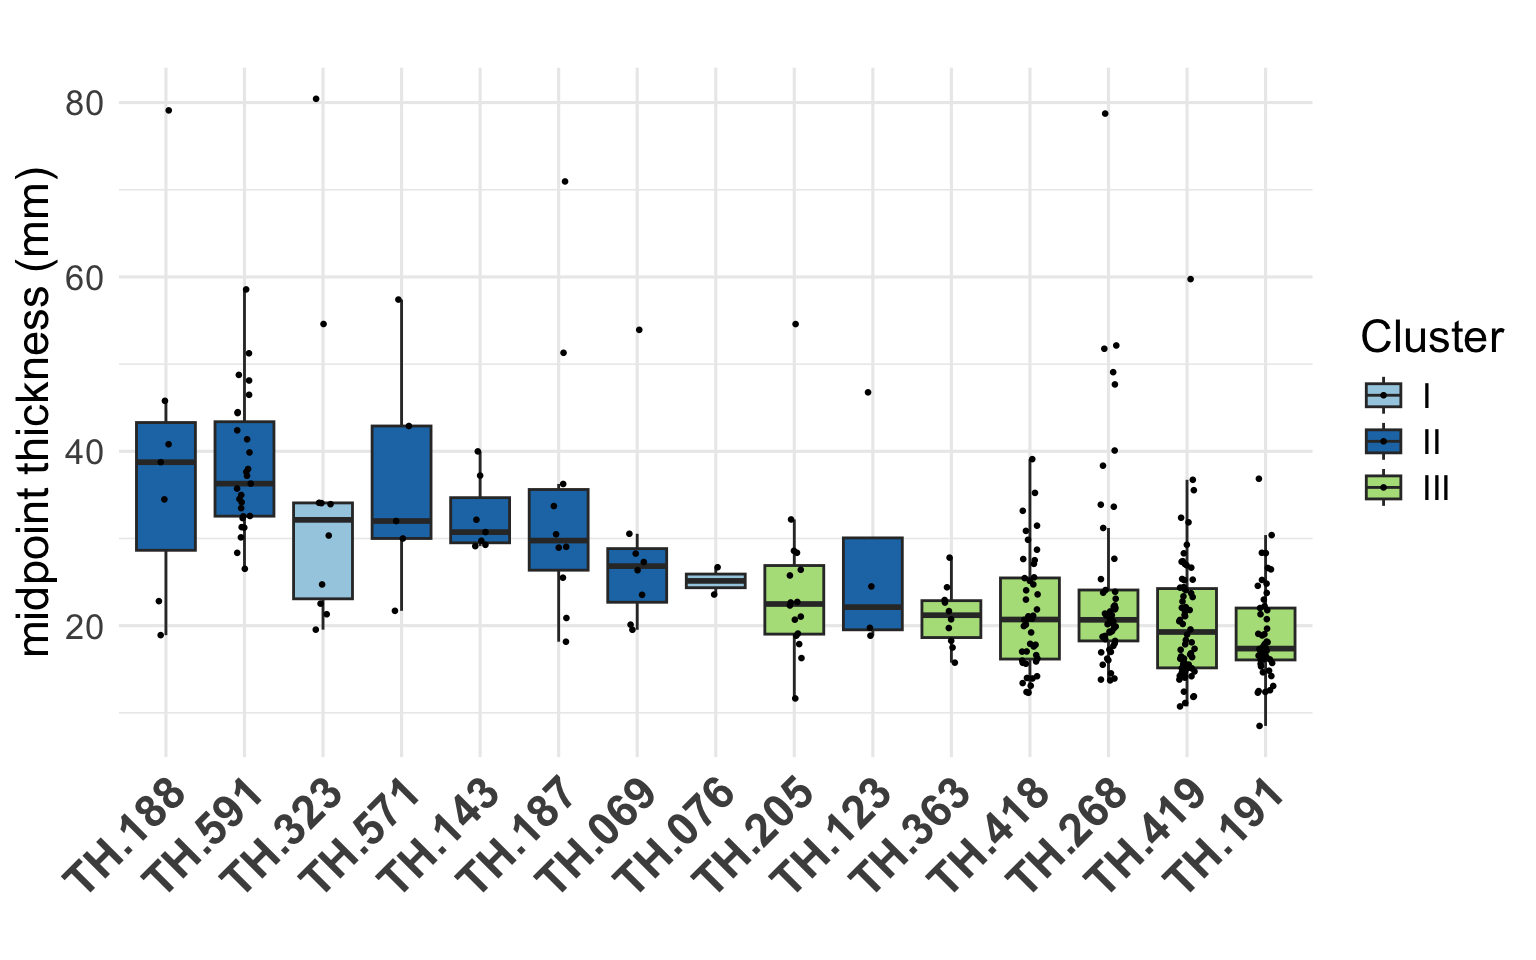 midpoint thickness (mm)
80
60
40
20
TH.188
TH.591
TH.323
TH.571
TH.143
TH.187
TH.069
TH.076
TH.205
TH.123
TH.363
TH.418
TH.268
TH.419
TH.191
Cluster
I
II
III